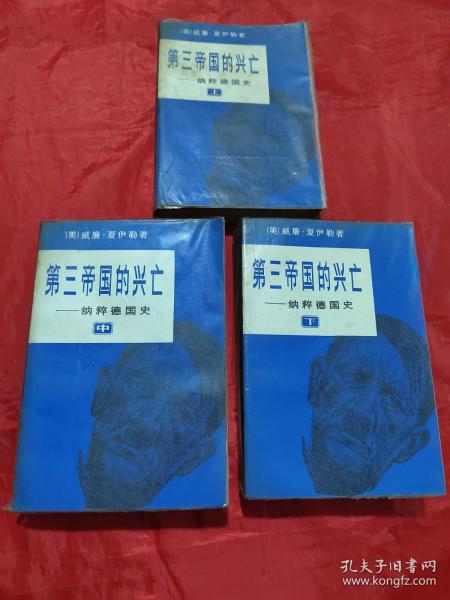 (美)威廉·夏伊勒著
第三帝国的兴亡
——纳粹德国史
上
(美)威廉·夏伊勒著
第三帝国的兴亡
——纳粹德国史
中
(美)威廉·夏伊勒著
第三帝国的兴亡
——纳粹德国史
下
孔夫子旧书网
www.kongfz.com